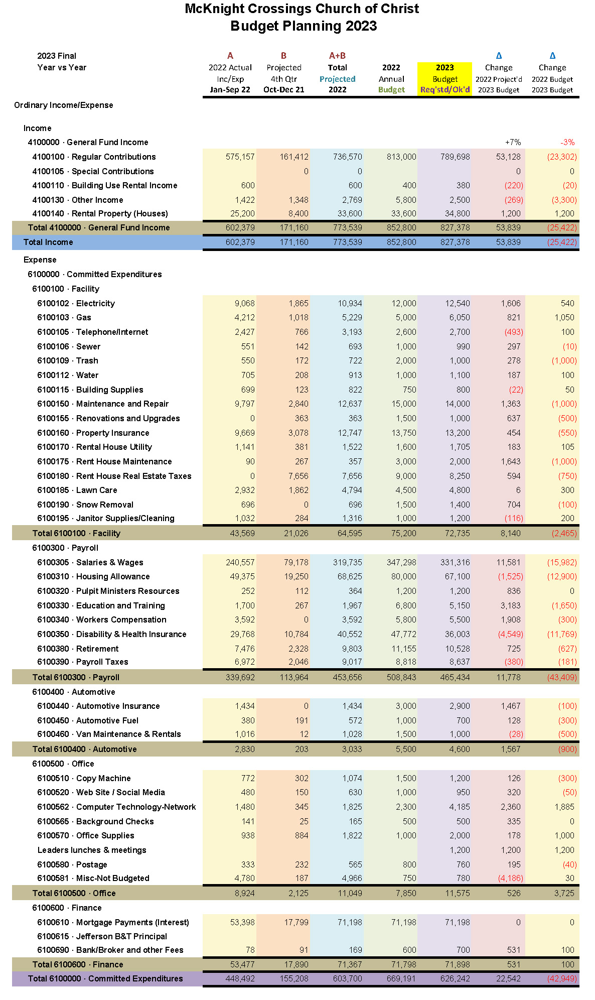 McKnight Crossings Church of Christ
Budget Planning 2023
2023 Final A B A+B Δ Δ
Year vs Year 2022 Actual Projected Total 2022 2023 Change Change
Inc/Exp 4th Qtr Projected Annual Budget 2022 Project'd 2022 Budget
Jan-Sep 22 Oct-Dec 21 2022 Budget Req'std/Ok'd 2023 Budget 2023 Budget
Ordinary Income/Expense
Income
4100000 · General Fund Income +7% -3%
4100100 · Regular Contributions 575,157 161,412 736,570 813,000 789,698 53,128 (23,302)
4100105 · Special Contributions 0 0 0 0
4100110 · Building Use Rental Income 600 600 400 380 (220) (20)
4100130 · Other Income 1,422 1,348 2,769 5,800 2,500 (269) (3,300)
4100140 · Rental Property (Houses) 25,200 8,400 33,600 33,600 34,800 1,200 1,200
Total 4100000 · General Fund Income 602,379 171,160 773,539 852,800 827,378 53,839 (25,422)
Total Income 602,379 171,160 773,539 852,800 827,378 53,839 (25,422)
Expense
6100000 · Committed Expenditures
6100100 · Facility
6100102 · Electricity 9,068 1,865 10,934 12,000 12,540 1,606 540
6100103 · Gas 4,212 1,018 5,229 5,000 6,050 821 1,050
6100105 · Telephone/Internet 2,427 766 3,193 2,600 2,700 (493) 100
6100106 · Sewer 551 142 693 1,000 990 297 (10)
6100109 · Trash 550 172 722 2,000 1,000 278 (1,000)
6100112 · Water 705 208 913 1,000 1,100 187 100
6100115 · Building Supplies 699 123 822 750 800 (22) 50
6100150 · Maintenance and Repair 9,797 2,840 12,637 15,000 14,000 1,363 (1,000)
6100155 · Renovations and Upgrades 0 363 363 1,500 1,000 637 (500)
6100160 · Property Insurance 9,669 3,078 12,747 13,750 13,200 454 (550)
6100170 · Rental House Utility 1,141 381 1,522 1,600 1,705 183 105
6100175 · Rent House Maintenance 90 267 357 3,000 2,000 1,643 (1,000)
6100180 · Rent House Real Estate Taxes 0 7,656 7,656 9,000 8,250 594 (750)
6100185 · Lawn Care 2,932 1,862 4,794 4,500 4,800 6 300
6100190 · Snow Removal 696 0 696 1,500 1,400 704 (100)
6100195 · Janitor Supplies/Cleaning 1,032 284 1,316 1,000 1,200 (116) 200
Total 6100100 · Facility 43,569 21,026 64,595 75,200 72,735 8,140 (2,465)
6100300 · Payroll
6100305 · Salaries & Wages 240,557 79,178 319,735 347,298 331,316 11,581 (15,982)
6100310 · Housing Allowance 49,375 19,250 68,625 80,000 67,100 (1,525) (12,900)
6100320 · Pulpit Ministers Resources 252 112 364 1,200 1,200 836 0
6100330 · Education and Training 1,700 267 1,967 6,800 5,150 3,183 (1,650)
6100340 · Workers Compensation 3,592 0 3,592 5,800 5,500 1,908 (300)
6100350 · Disability & Health Insurance 29,768 10,784 40,552 47,772 36,003 (4,549) (11,769)
6100380 · Retirement 7,476 2,328 9,803 11,155 10,528 725 (627)
6100390 · Payroll Taxes 6,972 2,046 9,017 8,818 8,637 (380) (181)
Total 6100300 · Payroll 339,692 113,964 453,656 508,843 465,434 11,778 (43,409)
6100400 · Automotive
6100440 · Automotive Insurance 1,434 0 1,434 3,000 2,900 1,467 (100)
6100450 · Automotive Fuel 380 191 572 1,000 700 128 (300)
6100460 · Van Maintenance & Rentals 1,016 12 1,028 1,500 1,000 (28) (500)
Total 6100400 · Automotive 2,830 203 3,033 5,500 4,600 1,567 (900)
6100500 · Office
6100510 · Copy Machine 772 302 1,074 1,500 1,200 126 (300)
6100520 · Web Site / Social Media 480 150 630 1,000 950 320 (50)
6100562 · Computer Technology-Network 1,480 345 1,825 2,300 4,185 2,360 1,885
6100565 · Background Checks 141 25 165 500 500 335 0
6100570 · Office Supplies 938 884 1,822 1,000 2,000 178 1,000
Leaders lunches & meetings 1,200 1,200 1,200
6100580 · Postage 333 232 565 800 760 195 (40)
6100581 · Misc-Not Budgeted 4,780 187 4,966 750 780 (4,186) 30
Total 6100500 · Office 8,924 2,125 11,049 7,850 11,575 526 3,725
6100600 · Finance
6100610 · Mortgage Payments (Interest) 53,398 17,799 71,198 71,198 71,198 0 0
6100615 · Jefferson B&T Principal
6100690 · Bank/Broker and other Fees 78 91 169 600 700 531 100
Total 6100600 · Finance 53,477 17,890 71,367 71,798 71,898 531 100
Total 6100000 · Committed Expenditures 448,492 155,208 603,700 669,191 626,242 22,542 (42,949)